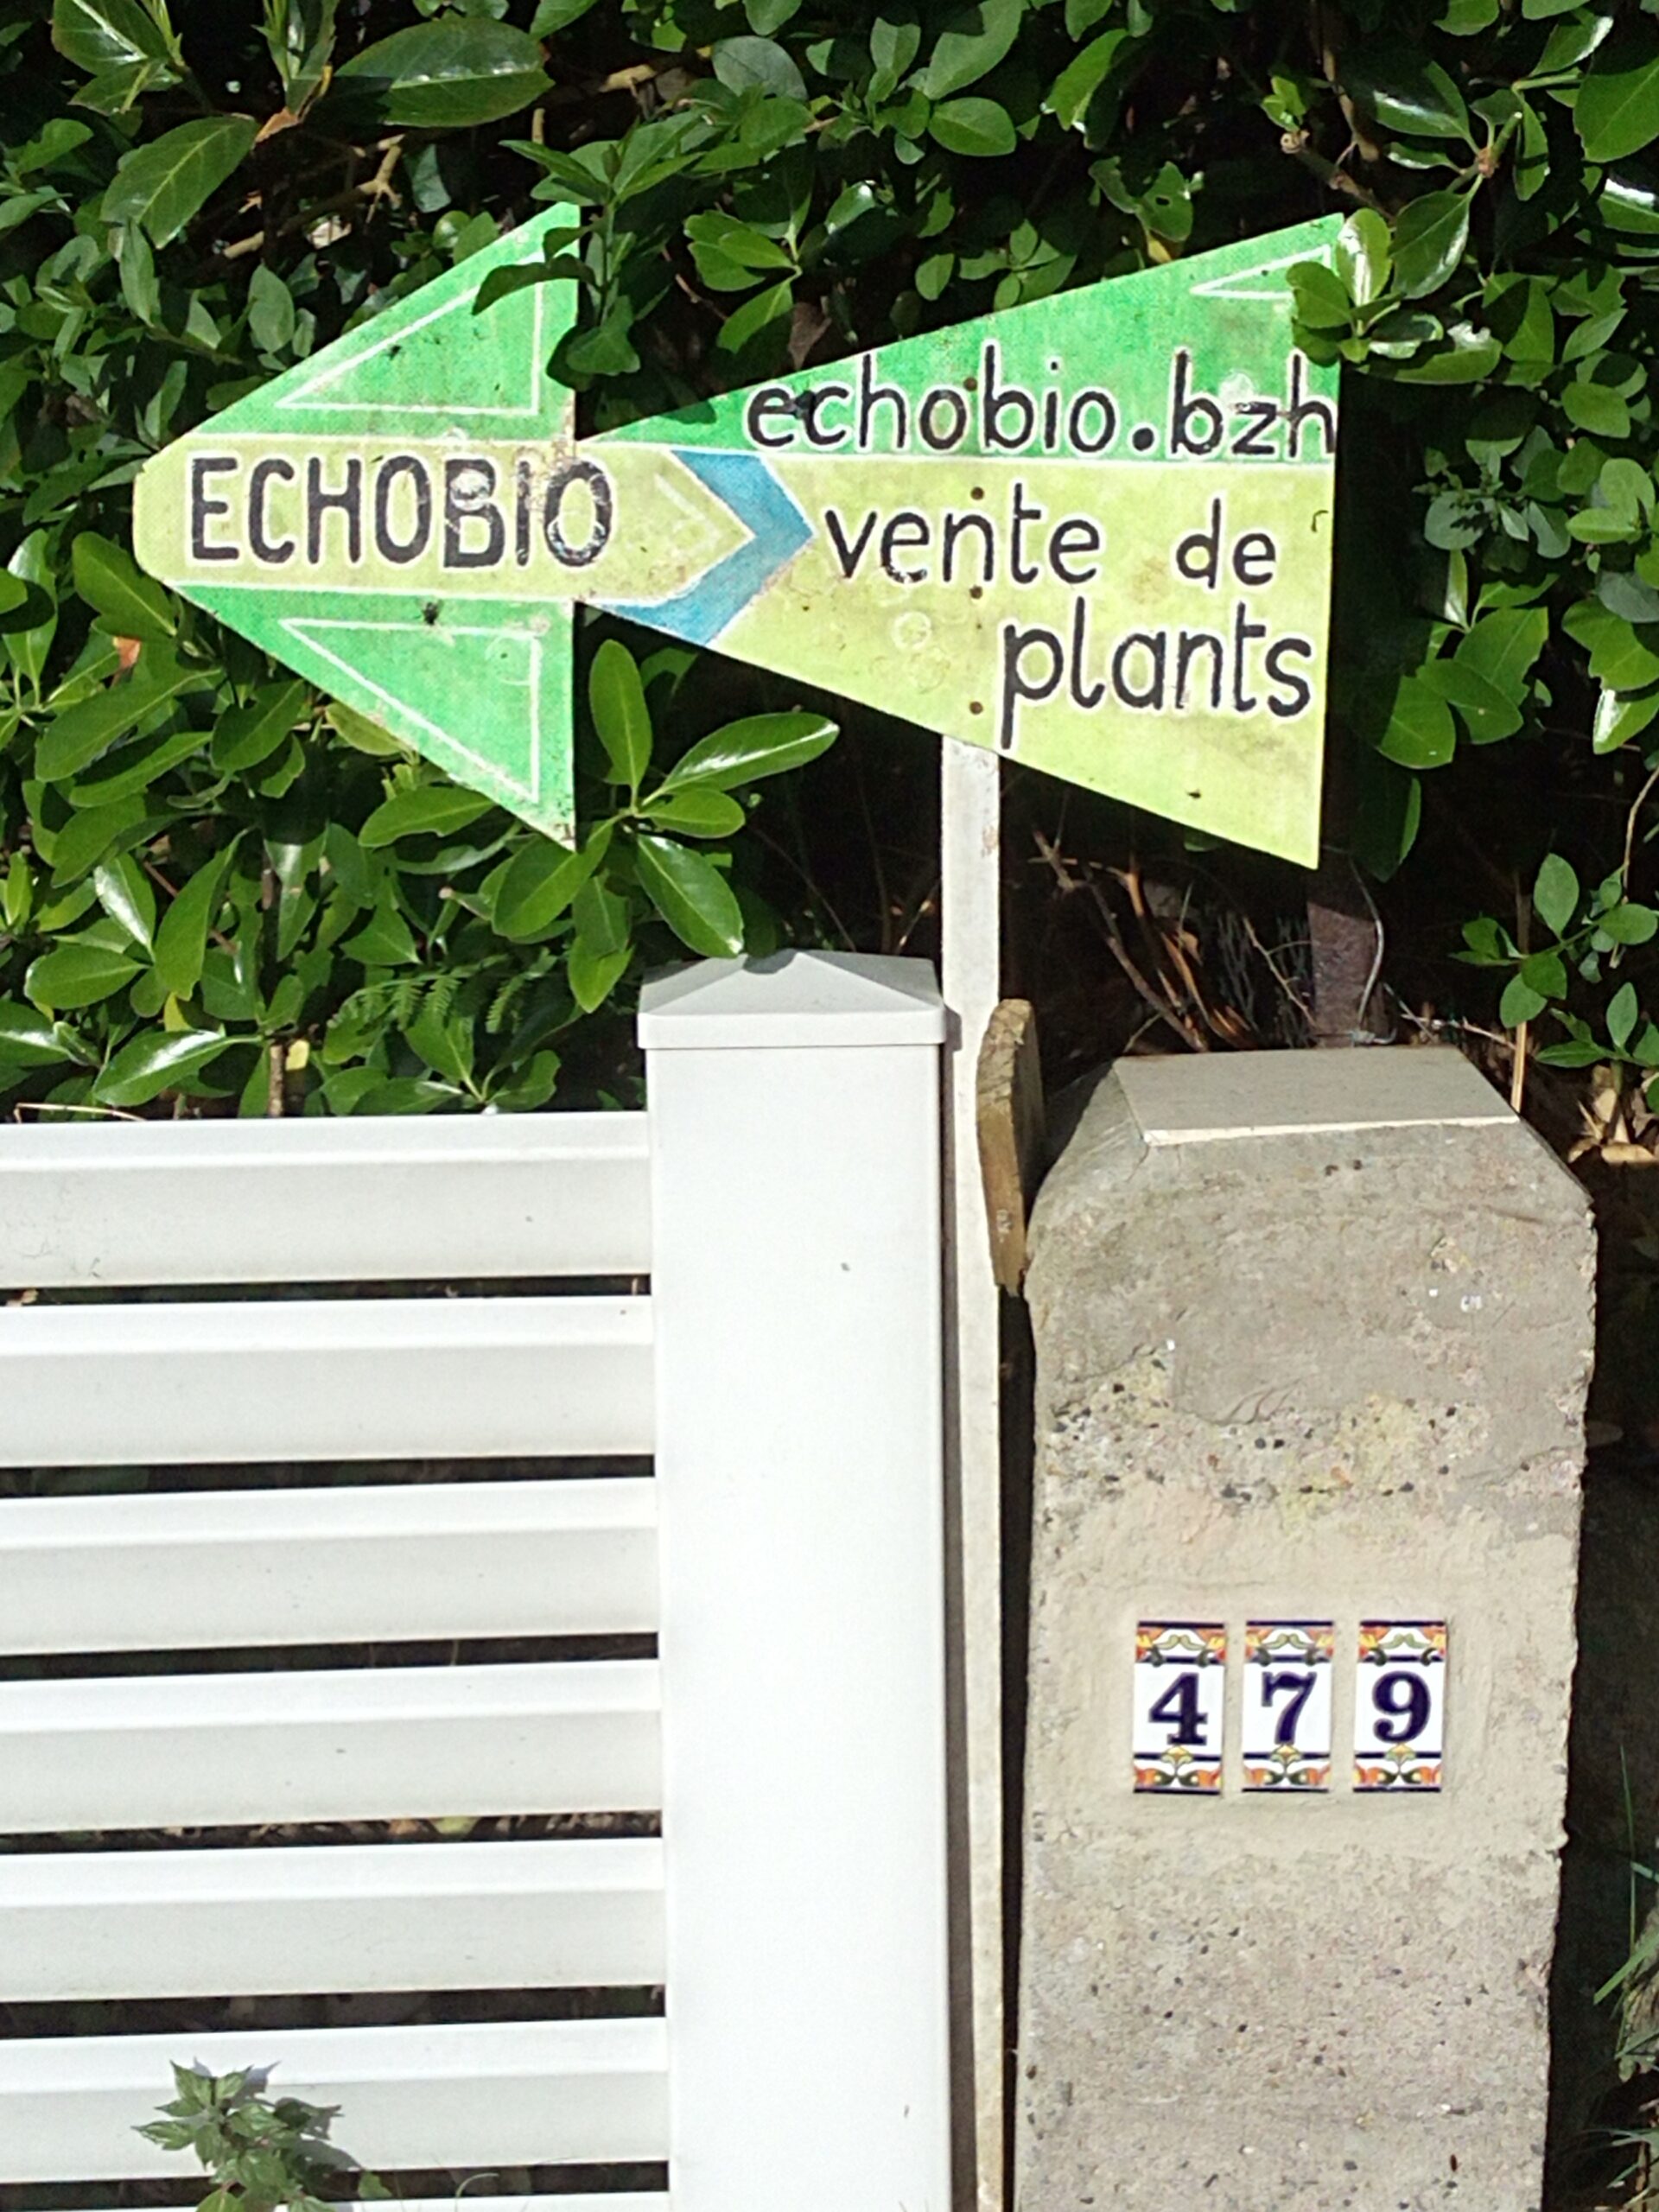 ECHOBIO
echobio.bzh
vente de
plants
479